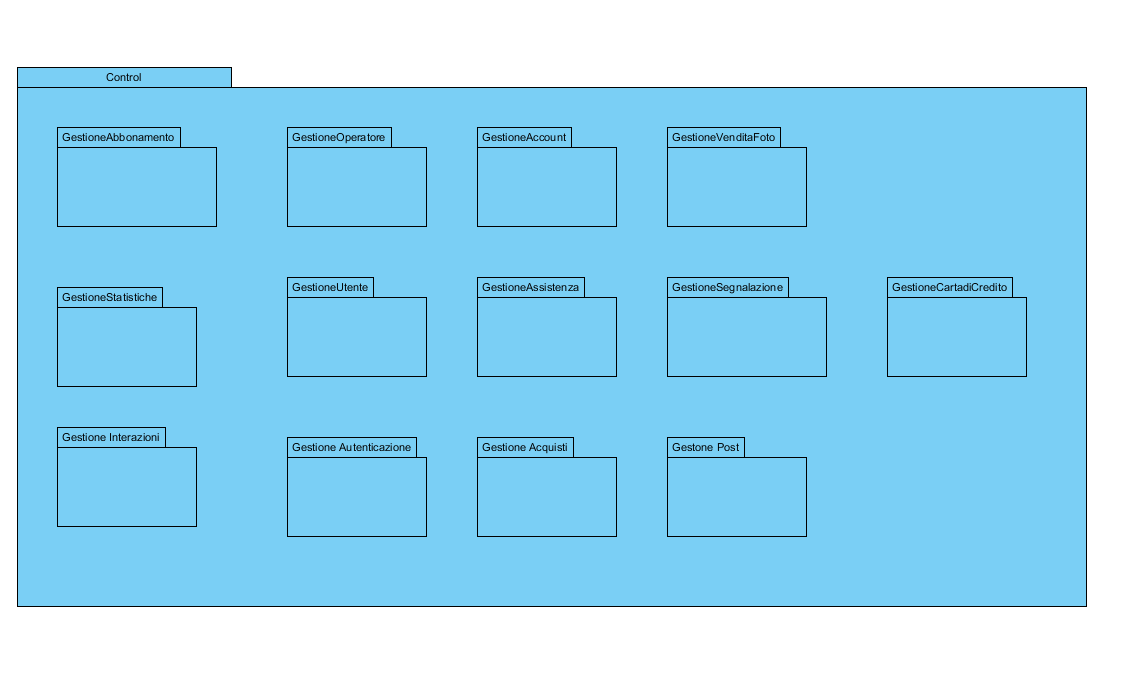 Control
GestioneAbbonamento
GestioneOperatore
GestioneAccount
GestioneVenditaFoto
GestioneStatistiche
GestioneUtente
GestioneAssistenza
GestioneSegnalazione
GestioneCartadiCredito
Gestione Interazioni
Gestione Autenticazione
Gestione Acquisti
Gestone Post